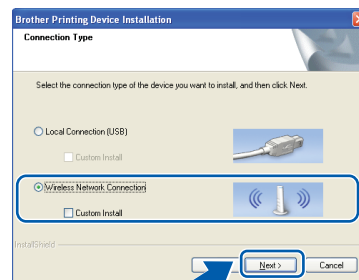 Brother Printing Device Installation
Connection Type
Select the connection type of the device you want to install, and then click Next.
Local Connection (USB)
Custom Install
Wireless Network Connection
Custom Install
InstallShield
Next >
Cancel